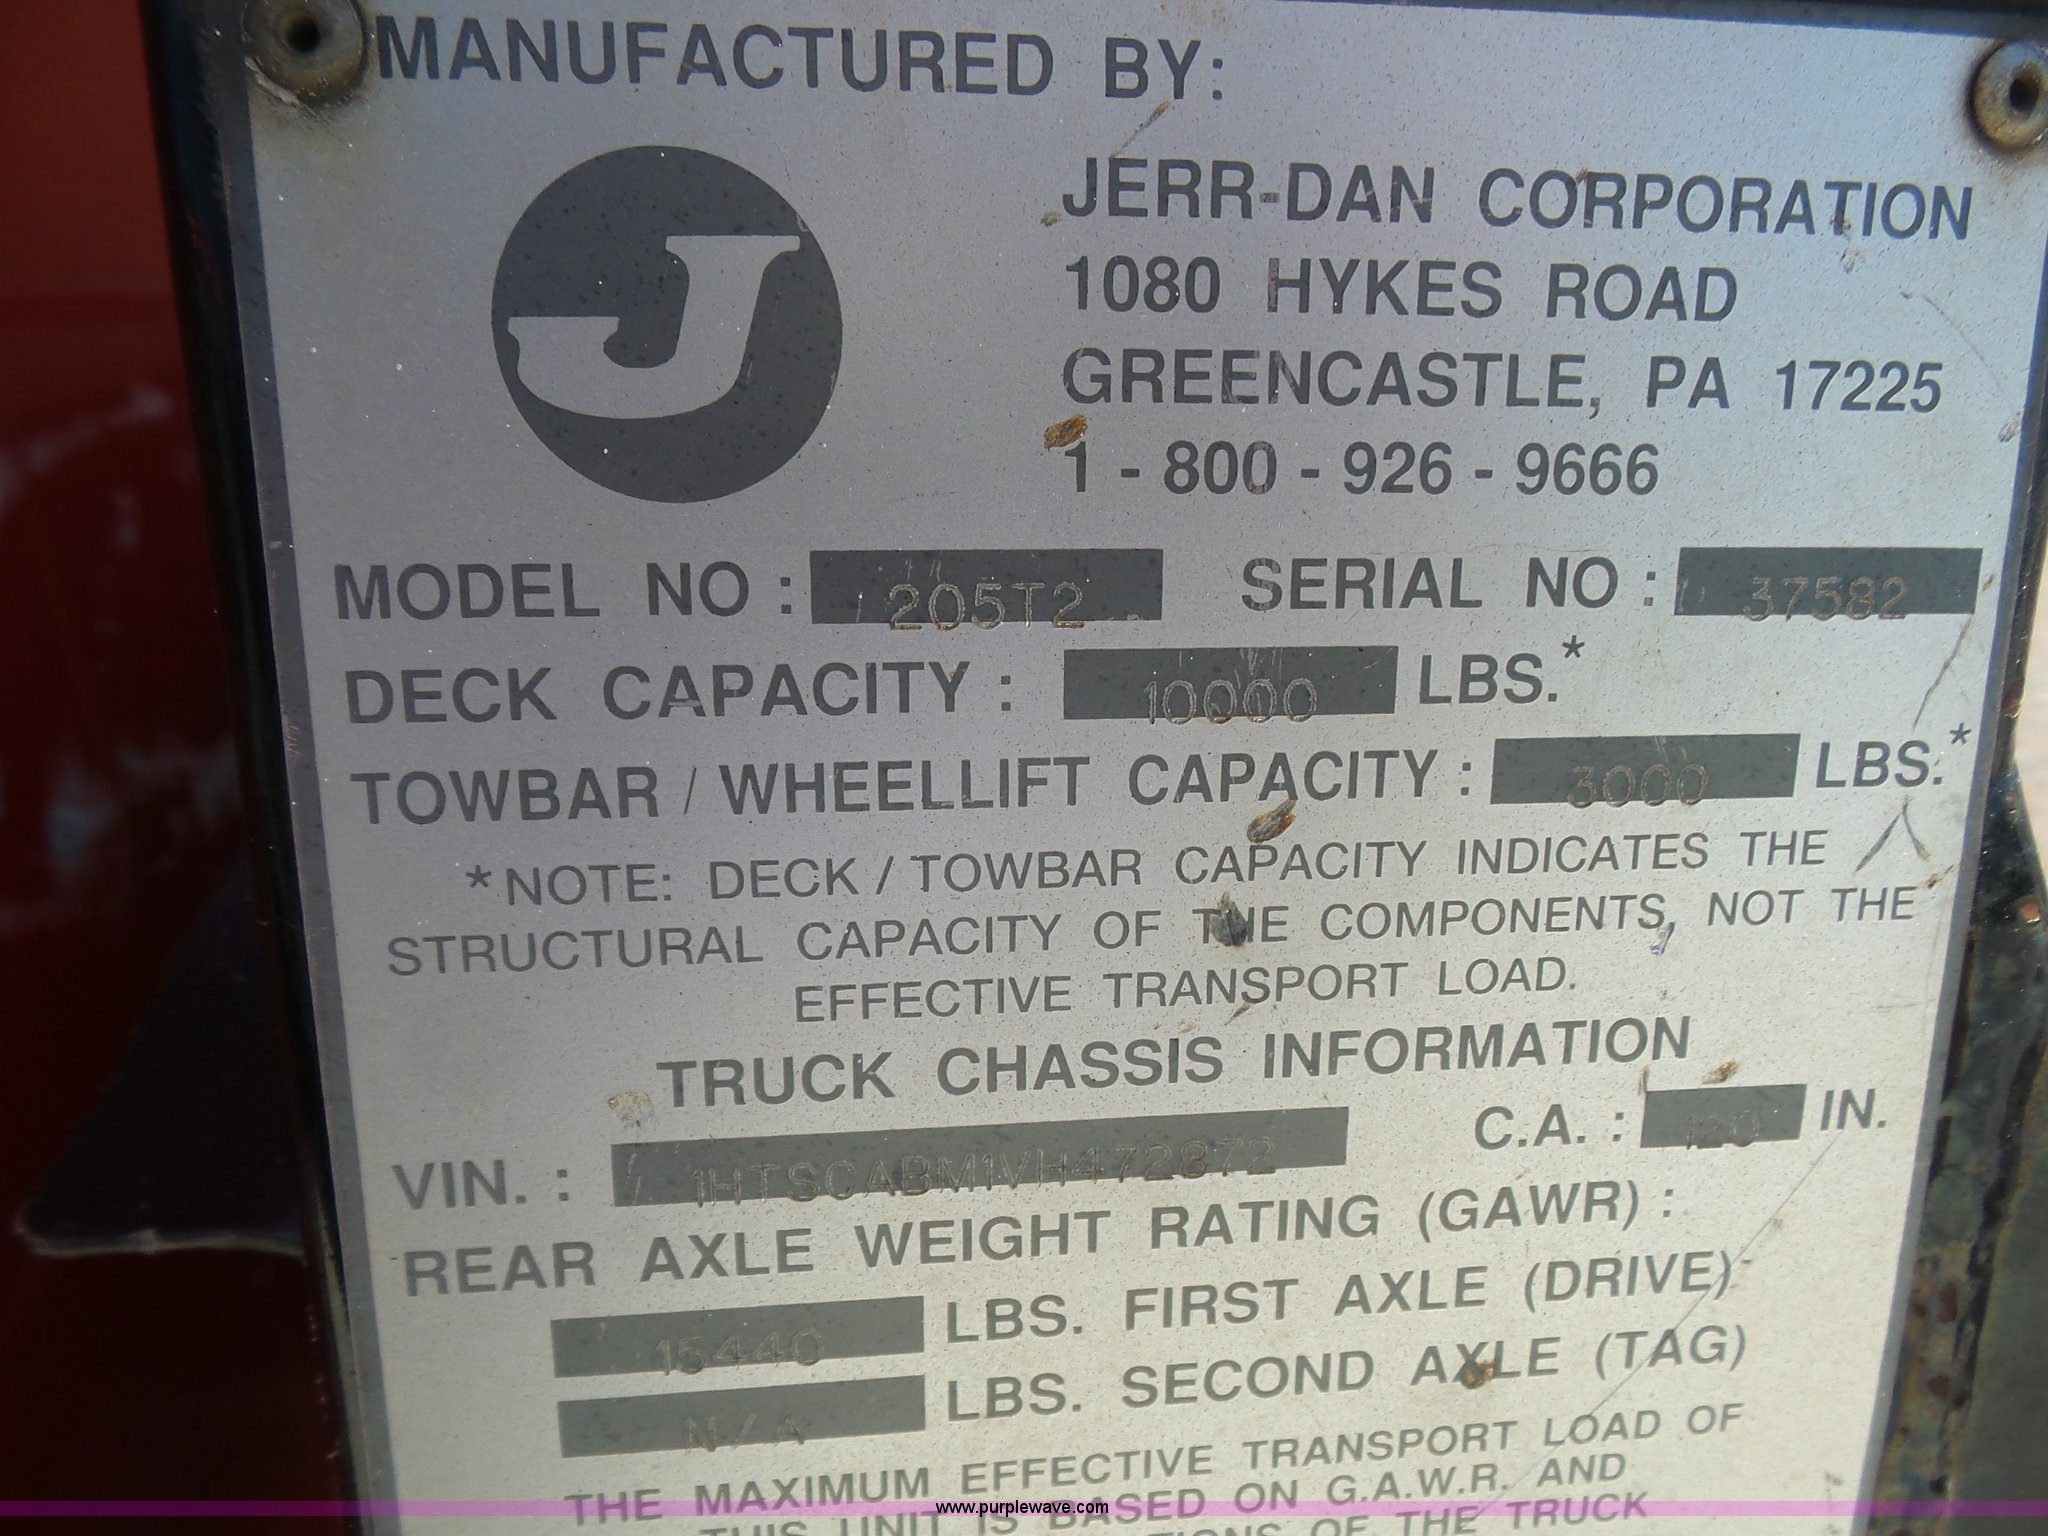 MANUFACTURED BY:
J
JERR-DAN CORPORATION
1080 HYKES ROAD
GREENCASTLE, PA 17225
1 - 800 - 926 - 9666
MODEL NO : 205T2 SERIAL NO : 37582
DECK CAPACITY : 10000 LBS.*
TOWBAR / WHEELLIFT CAPACITY : 3000 LBS.*
*NOTE: DECK / TOWBAR CAPACITY INDICATES THE
STRUCTURAL CAPACITY OF THE COMPONENTS, NOT THE
EFFECTIVE TRANSPORT LOAD.
TRUCK CHASSIS INFORMATION
VIN. : 1HTSCABM1VH472872 C.A. : 120 IN.
REAR AXLE WEIGHT RATING (GAWR) :
15440 LBS. FIRST AXLE (DRIVE)
N/A LBS. SECOND AXLE (TAG)
THE MAXIMUM EFFECTIVE TRANSPORT LOAD OF
THIS UNIT IS BASED ON G.A.W.R. AND
OF THE TRUCK
www.purplewave.com